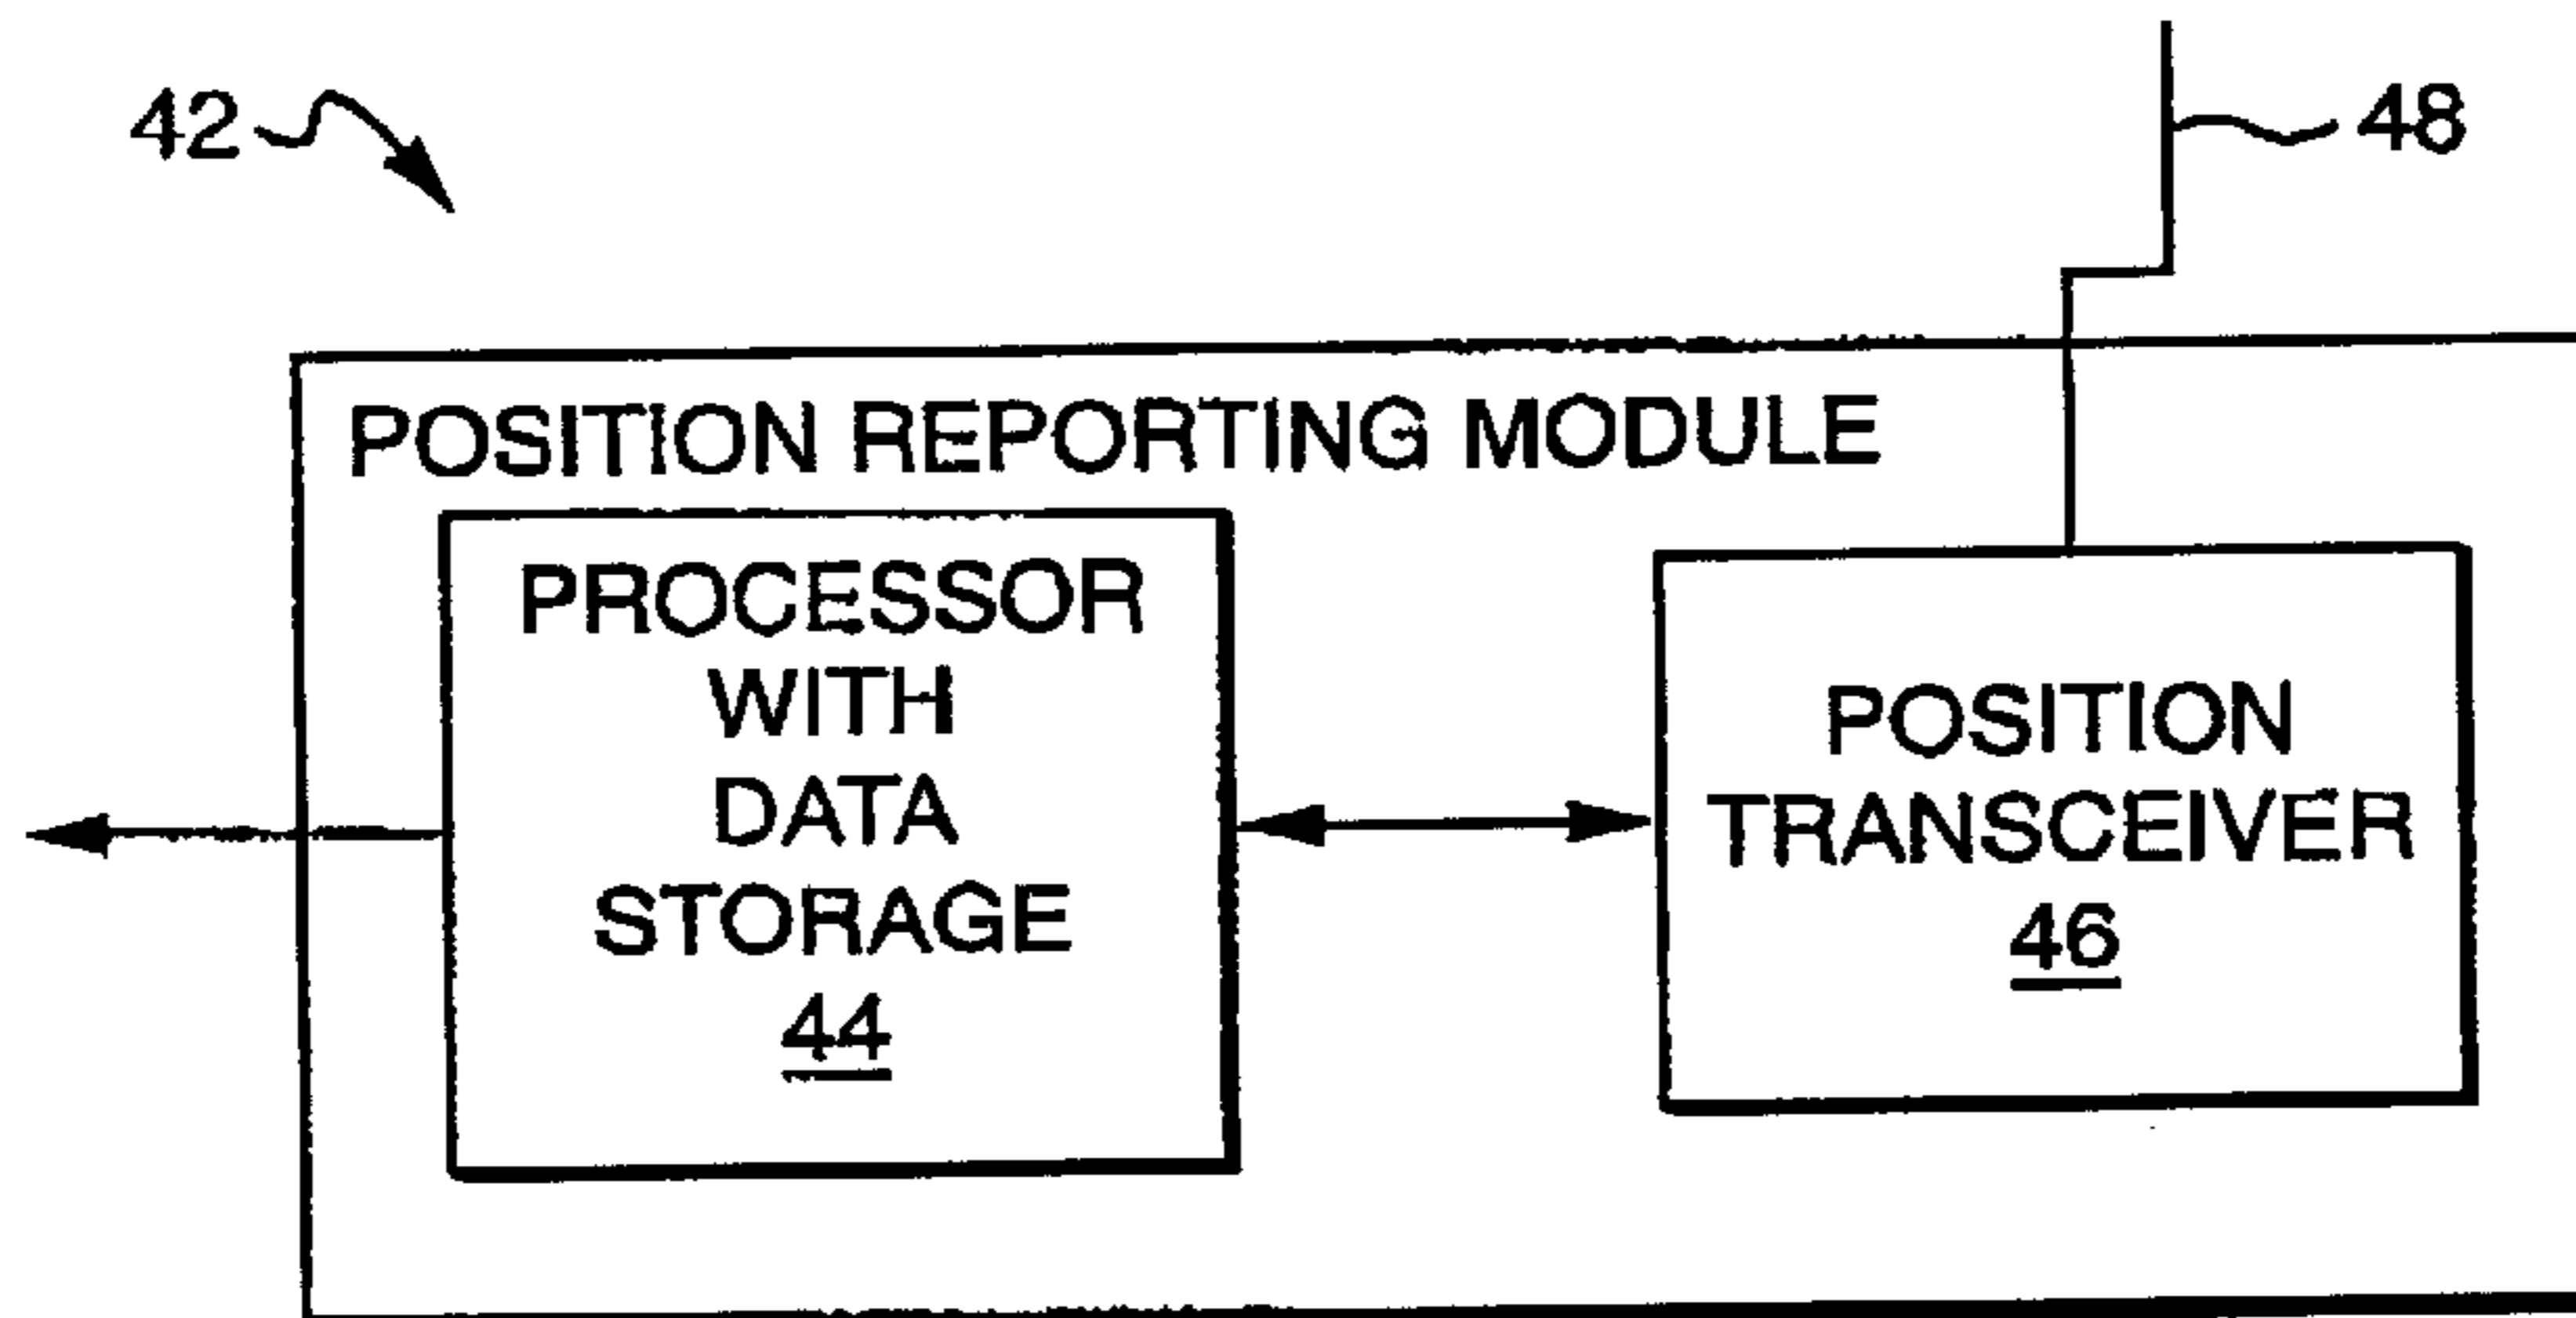 42
48
POSITION REPORTING MODULE
PROCESSOR
WITH
DATA
STORAGE
44
POSITION
TRANSCEIVER
46